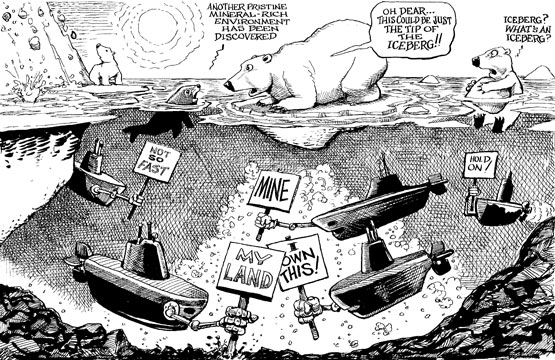 ANOTHER PRISTINE
MINERAL-RICH
ENVIRONMENT
HAS BEEN
DISCOVERED
OH DEAR...
THIS COULD BE JUST
THE TIP OF
THE
ICEBERG!!
ICEBERG?
WHAT'S AN
ICEBERG?
NOT
SO
FAST
MINE
HOLD
ON!
MY
LAND
I
OWN
THIS!